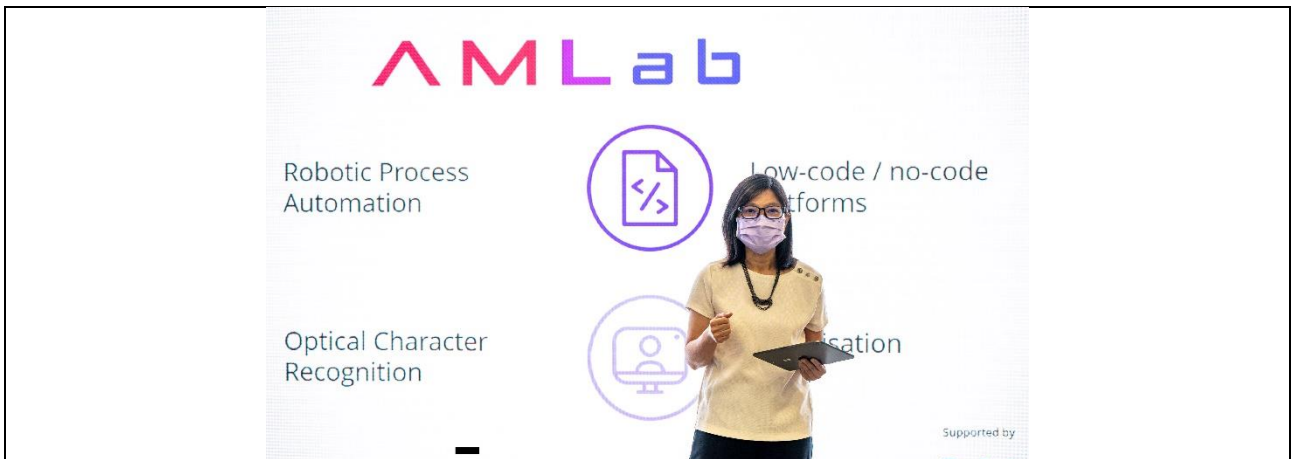 AMLab
Robotic Process
Automation
</>
Low-code / no-code
Optical Character
Recognition
Supported by